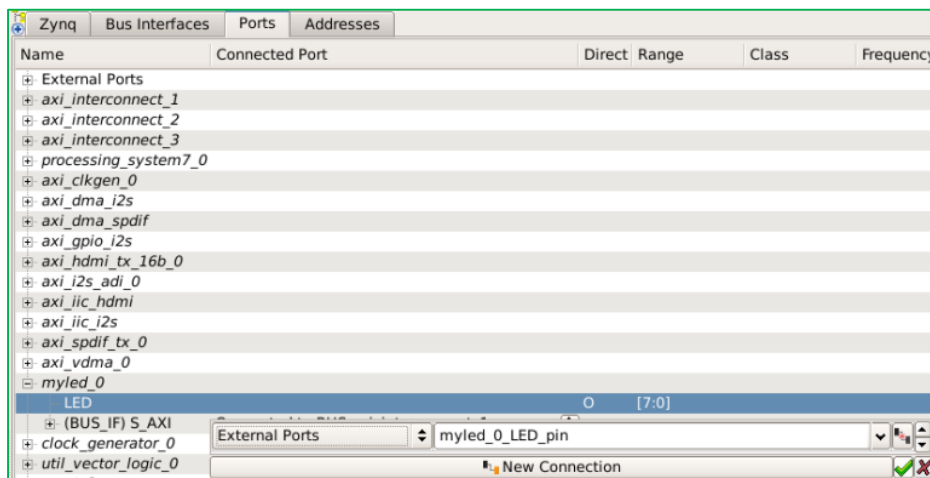 Zynq Bus Interfaces Ports Addresses
Name Connected Port Direct Range Class Frequency
External Ports
axi_interconnect_1
axi_interconnect_2
axi_interconnect_3
processing_system7_0
axi_clkgen_0
axi_dma_i2s
axi_dma_spdif
axi_gpio_i2s
axi_hdmi_tx_16b_0
axi_i2s_adi_0
axi_iic_hdmi
axi_iic_i2s
axi_spdif_tx_0
axi_vdma_0
myled_0
LED O [7:0]
(BUS_IF) S_AXI
External Ports myled_0_LED_pin
clock_generator_0
New Connection
util_vector_logic_0